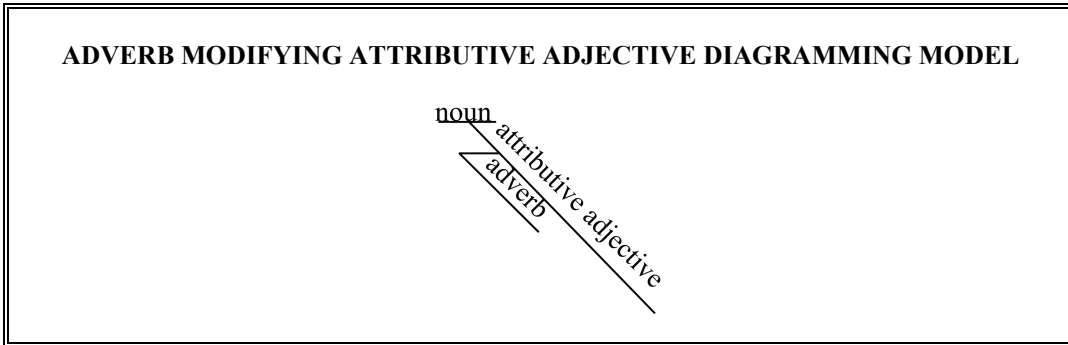 ADVERB MODIFYING ATTRIBUTIVE ADJECTIVE DIAGRAMMING MODEL
noun
attributive adjective
adverb